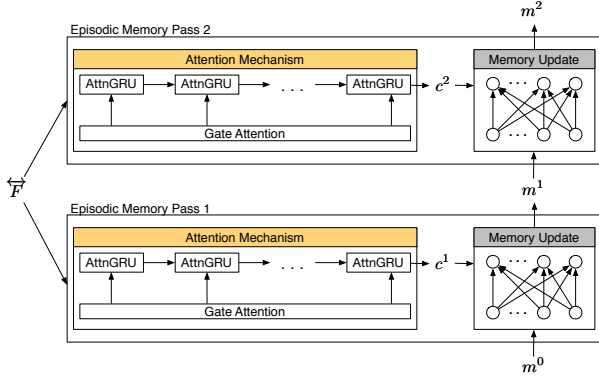 m²
Episodic Memory Pass 2
Attention Mechanism
Memory Update
AttnGRU AttnGRU . . . AttnGRU c² . . .
Gate Attention . . .
F
m¹
Episodic Memory Pass 1
Attention Mechanism
Memory Update
AttnGRU AttnGRU . . . AttnGRU c¹ . . .
Gate Attention . . .
m⁰